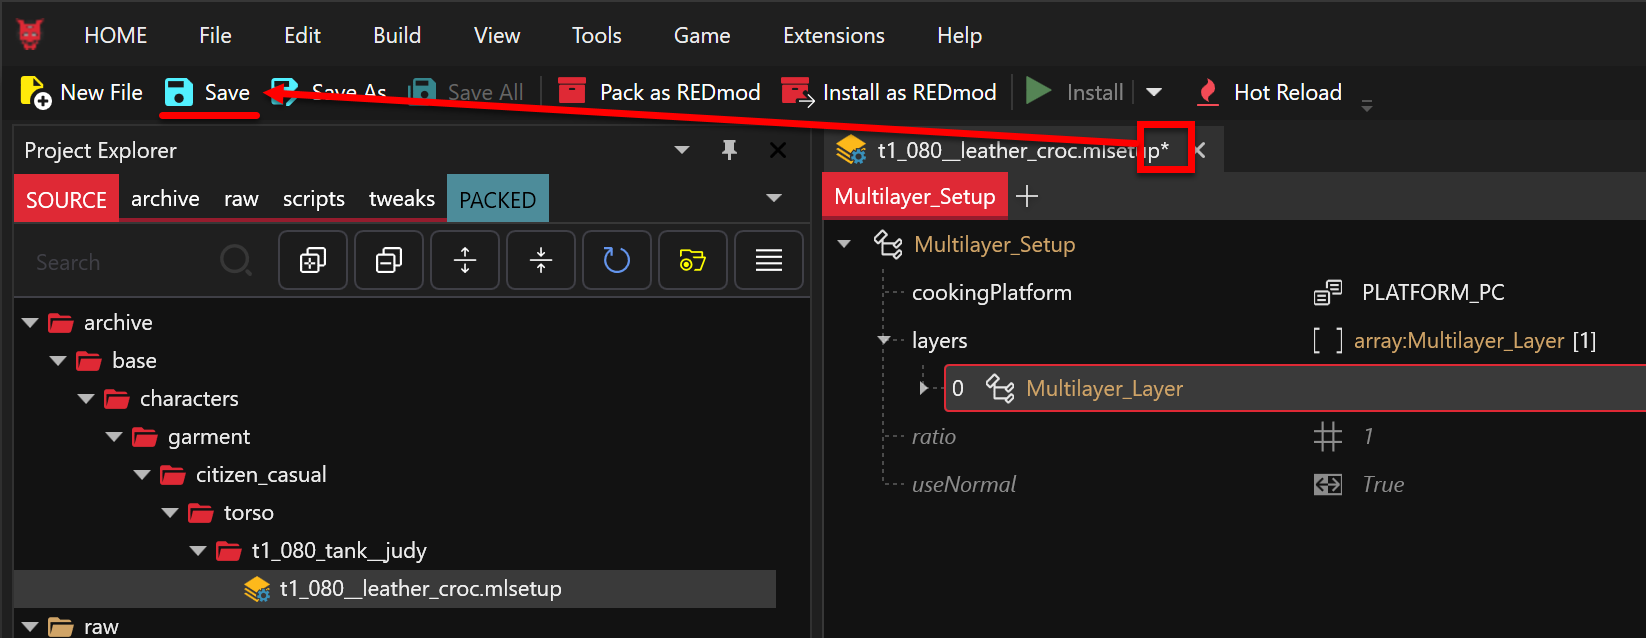 HOME File Edit Build View Tools Game Extensions Help
New File Save Save As Save All Pack as REDmod Install as REDmod Install Hot Reload
Project Explorer
SOURCE archive raw scripts tweaks PACKED
Search
archive
base
characters
garment
citizen_casual
torso
t1_080_tank__judy
t1_080__leather_croc.mlsetup
raw
t1_080__leather_croc.mlsetup*
Multilayer_Setup
Multilayer_Setup
cookingPlatform PLATFORM_PC
layers [ ] array:Multilayer_Layer [1]
0 Multilayer_Layer
ratio 1
useNormal True